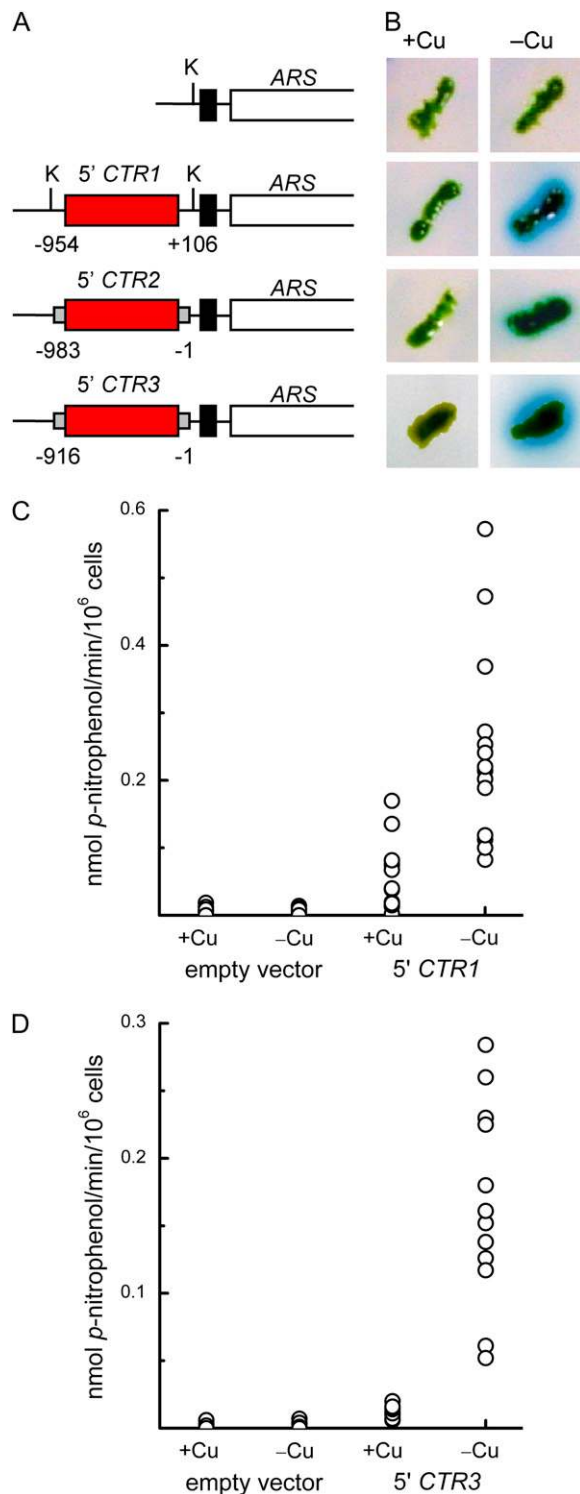 A
B
+Cu –Cu
K
ARS
K 5' CTR1 K ARS
-954 +106
5' CTR2 ARS
-983 -1
5' CTR3 ARS
-916 -1
C
nmol p-nitrophenol/min/10⁶ cells
0.6
0.4
0.2
+Cu –Cu +Cu –Cu
empty vector 5' CTR1
D
nmol p-nitrophenol/min/10⁶ cells
0.3
0.2
0.1
+Cu –Cu +Cu –Cu
empty vector 5' CTR3